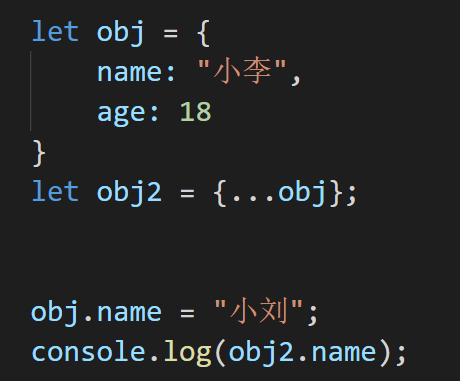 let obj = {
    name: "小李",
    age: 18
}
let obj2 = {...obj};
obj.name = "小刘";
console.log(obj2.name);